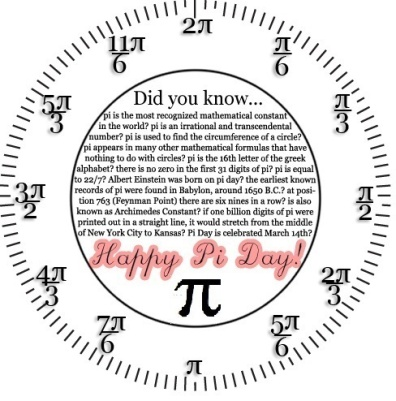 2π
11π/6
π/6
5π/3
π/3
3π/2
π/2
4π/3
2π/3
7π/6
5π/6
π
Did you know...
pi is the most recognized mathematical constant
in the world? pi is an irrational and transcendental
number? pi is used to find the circumference of a circle?
pi appears in many other mathematical formulas that have
nothing to do with circles? pi is the 16th letter of the greek
alphabet? there is no zero in the first 31 digits of pi? pi is equal
to 22/7? Albert Einstein was born on pi day? the earliest known
records of pi were found in Babylon, around 1650 B.C.? at posi-
tion 763 (Feynman Point) there are six nines in a row? is also
known as Archimedes Constant? if one billion digits of pi were
printed out in a straight line, it would stretch from the middle
of New York City to Kansas? Pi Day is celebrated March 14th?
Happy Pi Day!
π